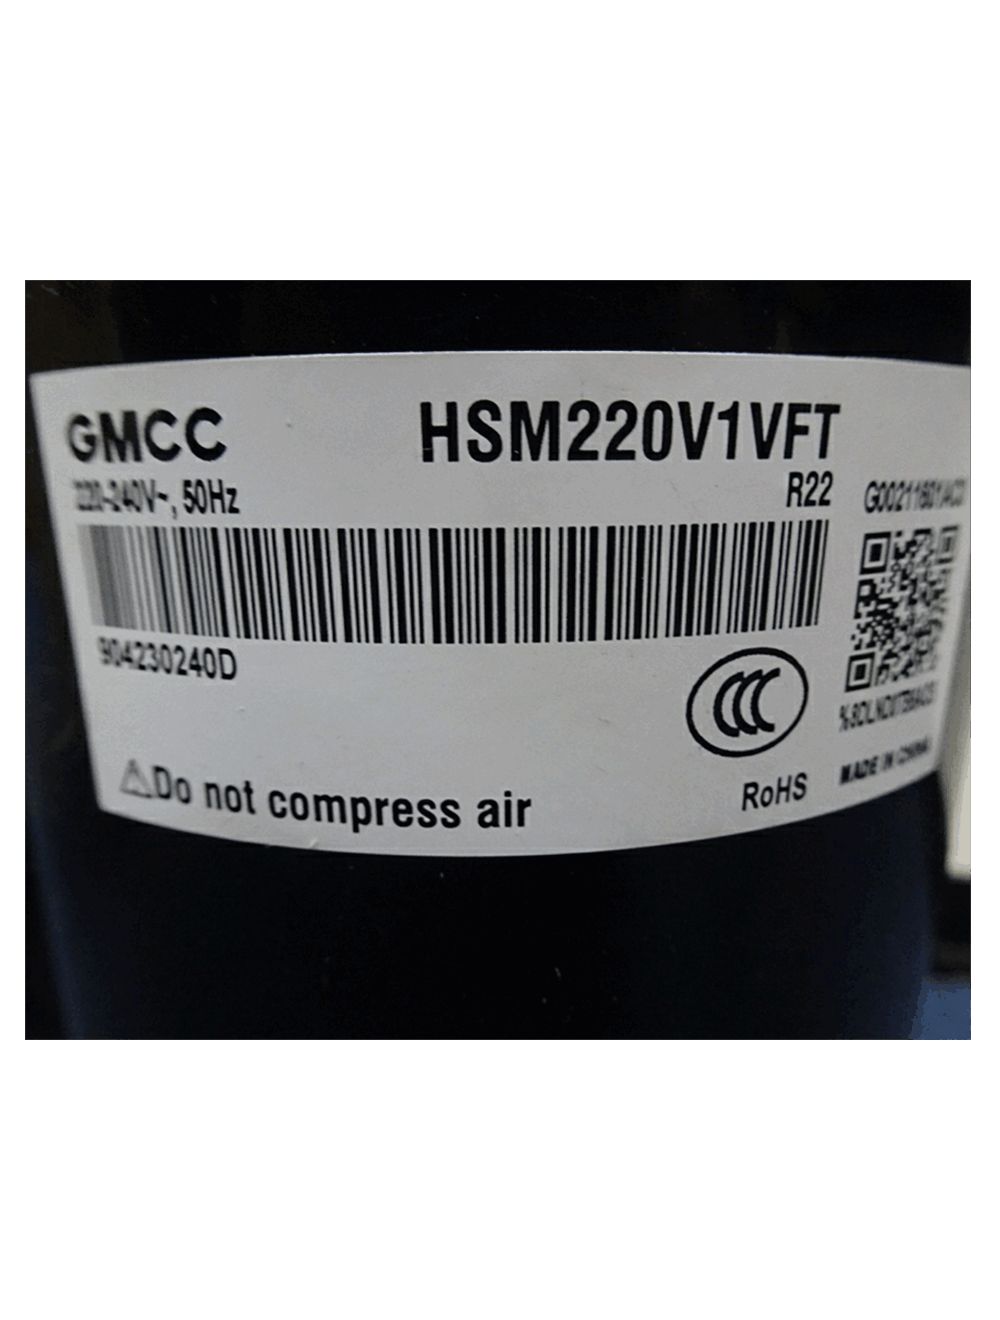 GMCC
HSM220V1VFT
220-240V~, 50Hz
R22
904230240D
⚠Do not compress air
RoHS
MADE IN CHINA